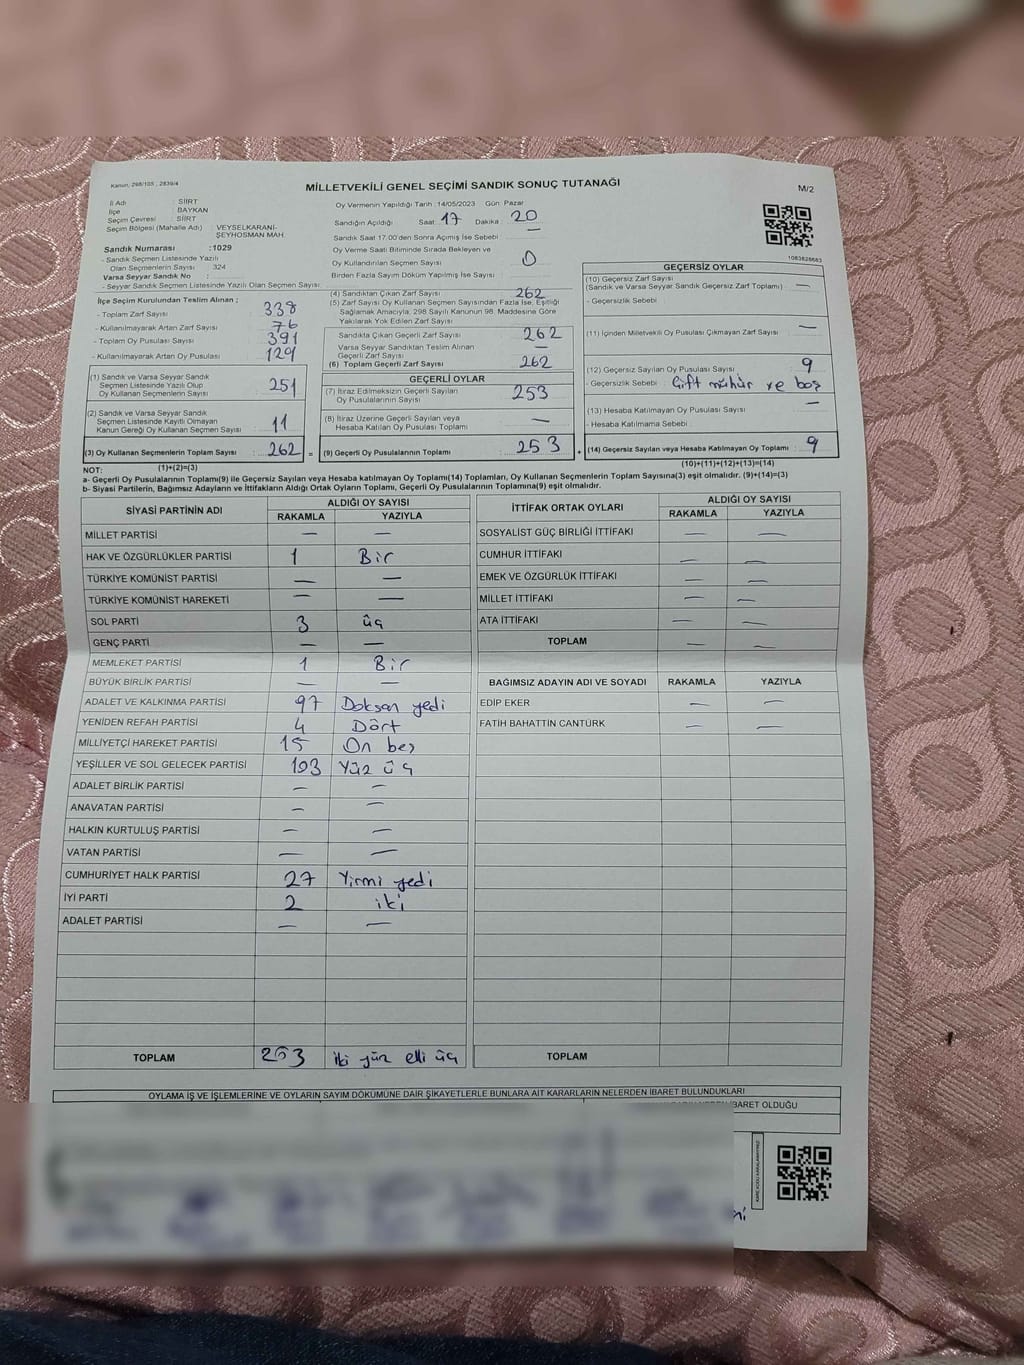 Kanun, 298/105 , 2839/4
MİLLETVEKİLİ GENEL SEÇİMİ SANDIK SONUÇ TUTANAĞI
M/2
İl Adı : SİİRT
İlçe BAYKAN
Seçim Çevresi : SİİRT
Seçim Bölgesi (Mahalle Adı) : VEYSELKARANİ-
ŞEYHOSMAN MAH.
Sandık Numarası :1029
- Sandık Seçmen Listesinde Yazılı
Olan Seçmenlerin Sayısı : 324
Varsa Seyyar Sandık No :
- Seyyar Sandık Seçmen Listesinde Yazılı Olan Seçmen Sayısı:
İlçe Seçim Kurulundan Teslim Alınan ;
- Toplam Zarf Sayısı : 338
- Kullanılmayarak Artan Zarf Sayısı : 76
- Toplam Oy Pusulası Sayısı : 391
- Kullanılmayarak Artan Oy Pusulası : 129
(1) Sandık ve Varsa Seyyar Sandık
Seçmen Listesinde Yazılı Olup
Oy Kullanan Seçmenlerin Sayısı : 251
(2) Sandık ve Varsa Seyyar Sandık
Seçmen Listesinde Kayıtlı Olmayan
Kanun Gereği Oy Kullanan Seçmen Sayısı : 11
(3) Oy Kullanan Seçmenlerin Toplam Sayısı : 262 =
Oy Vermenin Yapıldığı Tarih : 14/05/2023 Gün: Pazar
Sandığın Açıldığı Saat : 17 Dakika : 20
Sandık Saat 17:00'den Sonra Açımış İse Sebebi : —
Oy Verme Saati Bitiminde Sırada Bekleyen ve
Oy Kullandırılan Seçmen Sayısı : 0
Birden Fazla Sayım Döküm Yapılmış İse Sayısı :
(4) Sandıktan Çıkan Zarf Sayısı : 262
(5) Zarf Sayısı Oy Kullanan Seçmen Sayısından Fazla İse, Eşitliği
Sağlamak Amacıyla, 298 Sayılı Kanunun 98. Maddesine Göre
Yakılarak Yok Edilen Zarf Sayısı :
Sandıkta Çıkan Geçerli Zarf Sayısı : 262
Varsa Seyyar Sandıktan Teslim Alınan
Geçerli Zarf Sayısı : —
(6) Toplam Geçerli Zarf Sayısı : 262
GEÇERLİ OYLAR
(7) İtiraz Edilmeksizin Geçerli Sayılan
Oy Pusulalarının Sayısı : 253
(8) İtiraz Üzerine Geçerli Sayılan veya
Hesaba Katılan Oy Pusulası Toplamı : —
(9) Geçerli Oy Pusulalarının Toplamı : 253 +
1083828663
GEÇERSİZ OYLAR
(10) Geçersiz Zarf Sayısı
(Sandık ve Varsa Seyyar Sandık Geçersiz Zarf Toplamı) : —
- Geçersizlik Sebebi :
(11) İçinden Milletvekili Oy Pusulası Çıkmayan Zarf Sayısı : —
(12) Geçersiz Sayılan Oy Pusulası Sayısı : 9
- Geçersizlik Sebebi : Çift mühür ve boş
(13) Hesaba Katılmayan Oy Pusulası Sayısı : —
- Hesaba Katılmama Sebebi :
(14) Geçersiz Sayılan veya Hesaba Katılmayan Oy Toplamı : 9
NOT: (1)+(2)=(3) (10)+(11)+(12)+(13)=(14)
a- Geçerli Oy Pusulalarının Toplamı(9) ile Geçersiz Sayılan veya Hesaba katılmayan Oy Toplamı(14) Toplamları, Oy Kullanan Seçmenlerin Toplam Sayısına(3) eşit olmalıdır. (9)+(14)=(3)
b- Siyasi Partilerin, Bağımsız Adayların ve İttifakların Aldığı Ortak Oyların Toplamı, Geçerli Oy Pusulalarının Toplamına(9) eşit olmalıdır.
SİYASİ PARTİNİN ADI ALDIĞI OY SAYISI
RAKAMLA YAZIYLA
MİLLET PARTİSİ — —
HAK VE ÖZGÜRLÜKLER PARTİSİ 1 Bir
TÜRKİYE KOMÜNİST PARTİSİ — —
TÜRKİYE KOMÜNİST HAREKETİ — —
SOL PARTİ 3 üç
GENÇ PARTİ — —
MEMLEKET PARTİSİ 1 Bir
BÜYÜK BİRLİK PARTİSİ — —
ADALET VE KALKINMA PARTİSİ 97 Doksan yedi
YENİDEN REFAH PARTİSİ 4 Dört
MİLLİYETÇİ HAREKET PARTİSİ 15 On beş
YEŞİLLER VE SOL GELECEK PARTİSİ 103 Yüz üç
ADALET BİRLİK PARTİSİ — —
ANAVATAN PARTİSİ — —
HALKIN KURTULUŞ PARTİSİ — —
VATAN PARTİSİ — —
CUMHURİYET HALK PARTİSİ 27 Yirmi yedi
İYİ PARTİ 2 iki
ADALET PARTİSİ — —
TOPLAM 253 iki yüz elli üç
İTTİFAK ORTAK OYLARI ALDIĞI OY SAYISI
RAKAMLA YAZIYLA
SOSYALİST GÜÇ BİRLİĞİ İTTİFAKI — —
CUMHUR İTTİFAKI — —
EMEK VE ÖZGÜRLÜK İTTİFAKI — —
MİLLET İTTİFAKI — —
ATA İTTİFAKI — —
TOPLAM — —
BAĞIMSIZ ADAYIN ADI VE SOYADI RAKAMLA YAZIYLA
EDİP EKER — —
FATİH BAHATTİN CANTÜRK — —
TOPLAM
OYLAMA İŞ VE İŞLEMLERİNE VE OYLARIN SAYIM DÖKÜMÜNE DAİR ŞİKAYETLERLE BUNLARA AİT KARARLARIN NELERDEN İBARET BULUNDUKLARI
İBARET OLDUĞU